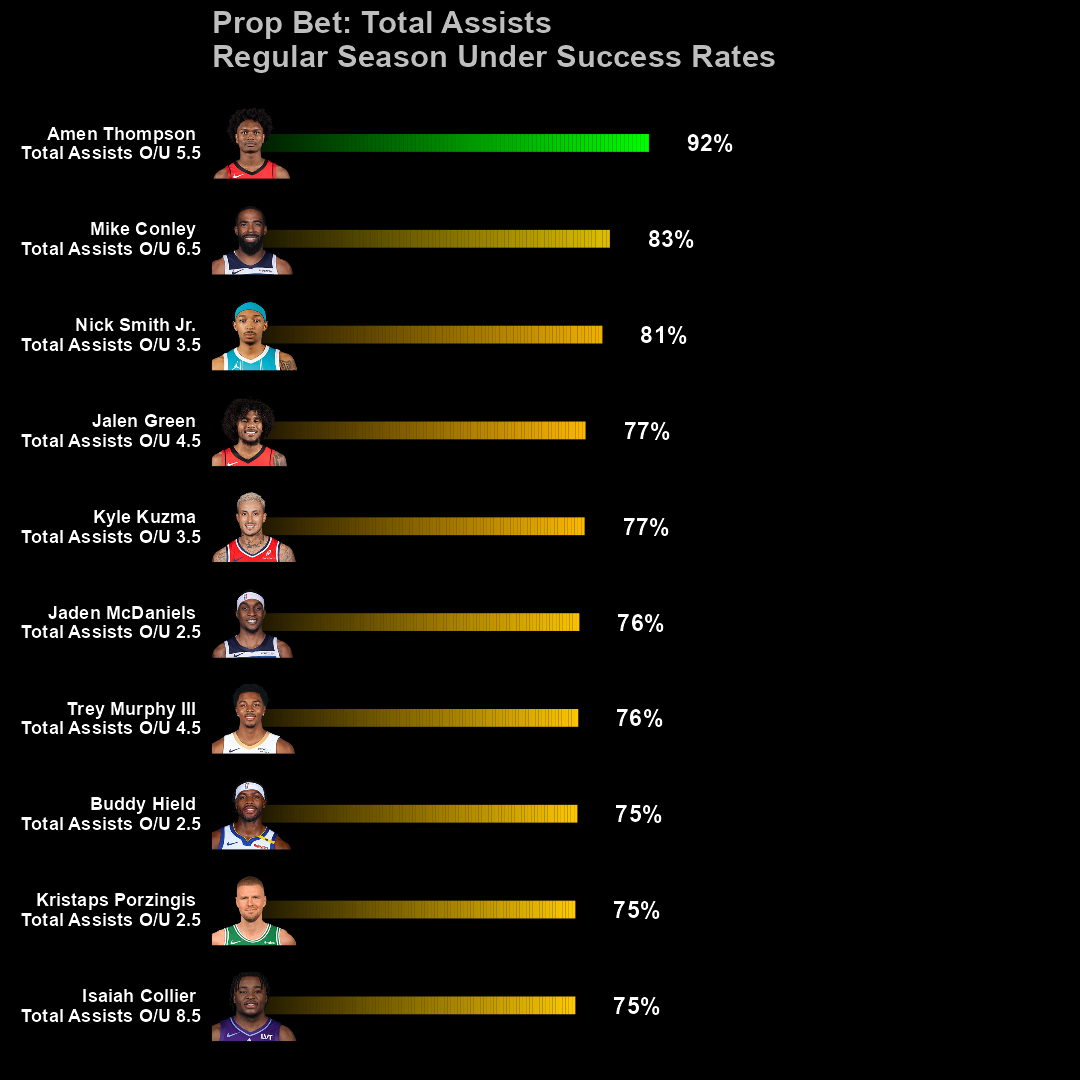 Prop Bet: Total Assists
Regular Season Under Success Rates
Amen Thompson
Total Assists O/U 5.5
92%
Mike Conley
Total Assists O/U 6.5
83%
Nick Smith Jr.
Total Assists O/U 3.5
81%
Jalen Green
Total Assists O/U 4.5
77%
Kyle Kuzma
Total Assists O/U 3.5
77%
Jaden McDaniels
Total Assists O/U 2.5
76%
Trey Murphy III
Total Assists O/U 4.5
76%
Buddy Hield
Total Assists O/U 2.5
75%
Kristaps Porzingis
Total Assists O/U 2.5
75%
Isaiah Collier
Total Assists O/U 8.5
75%